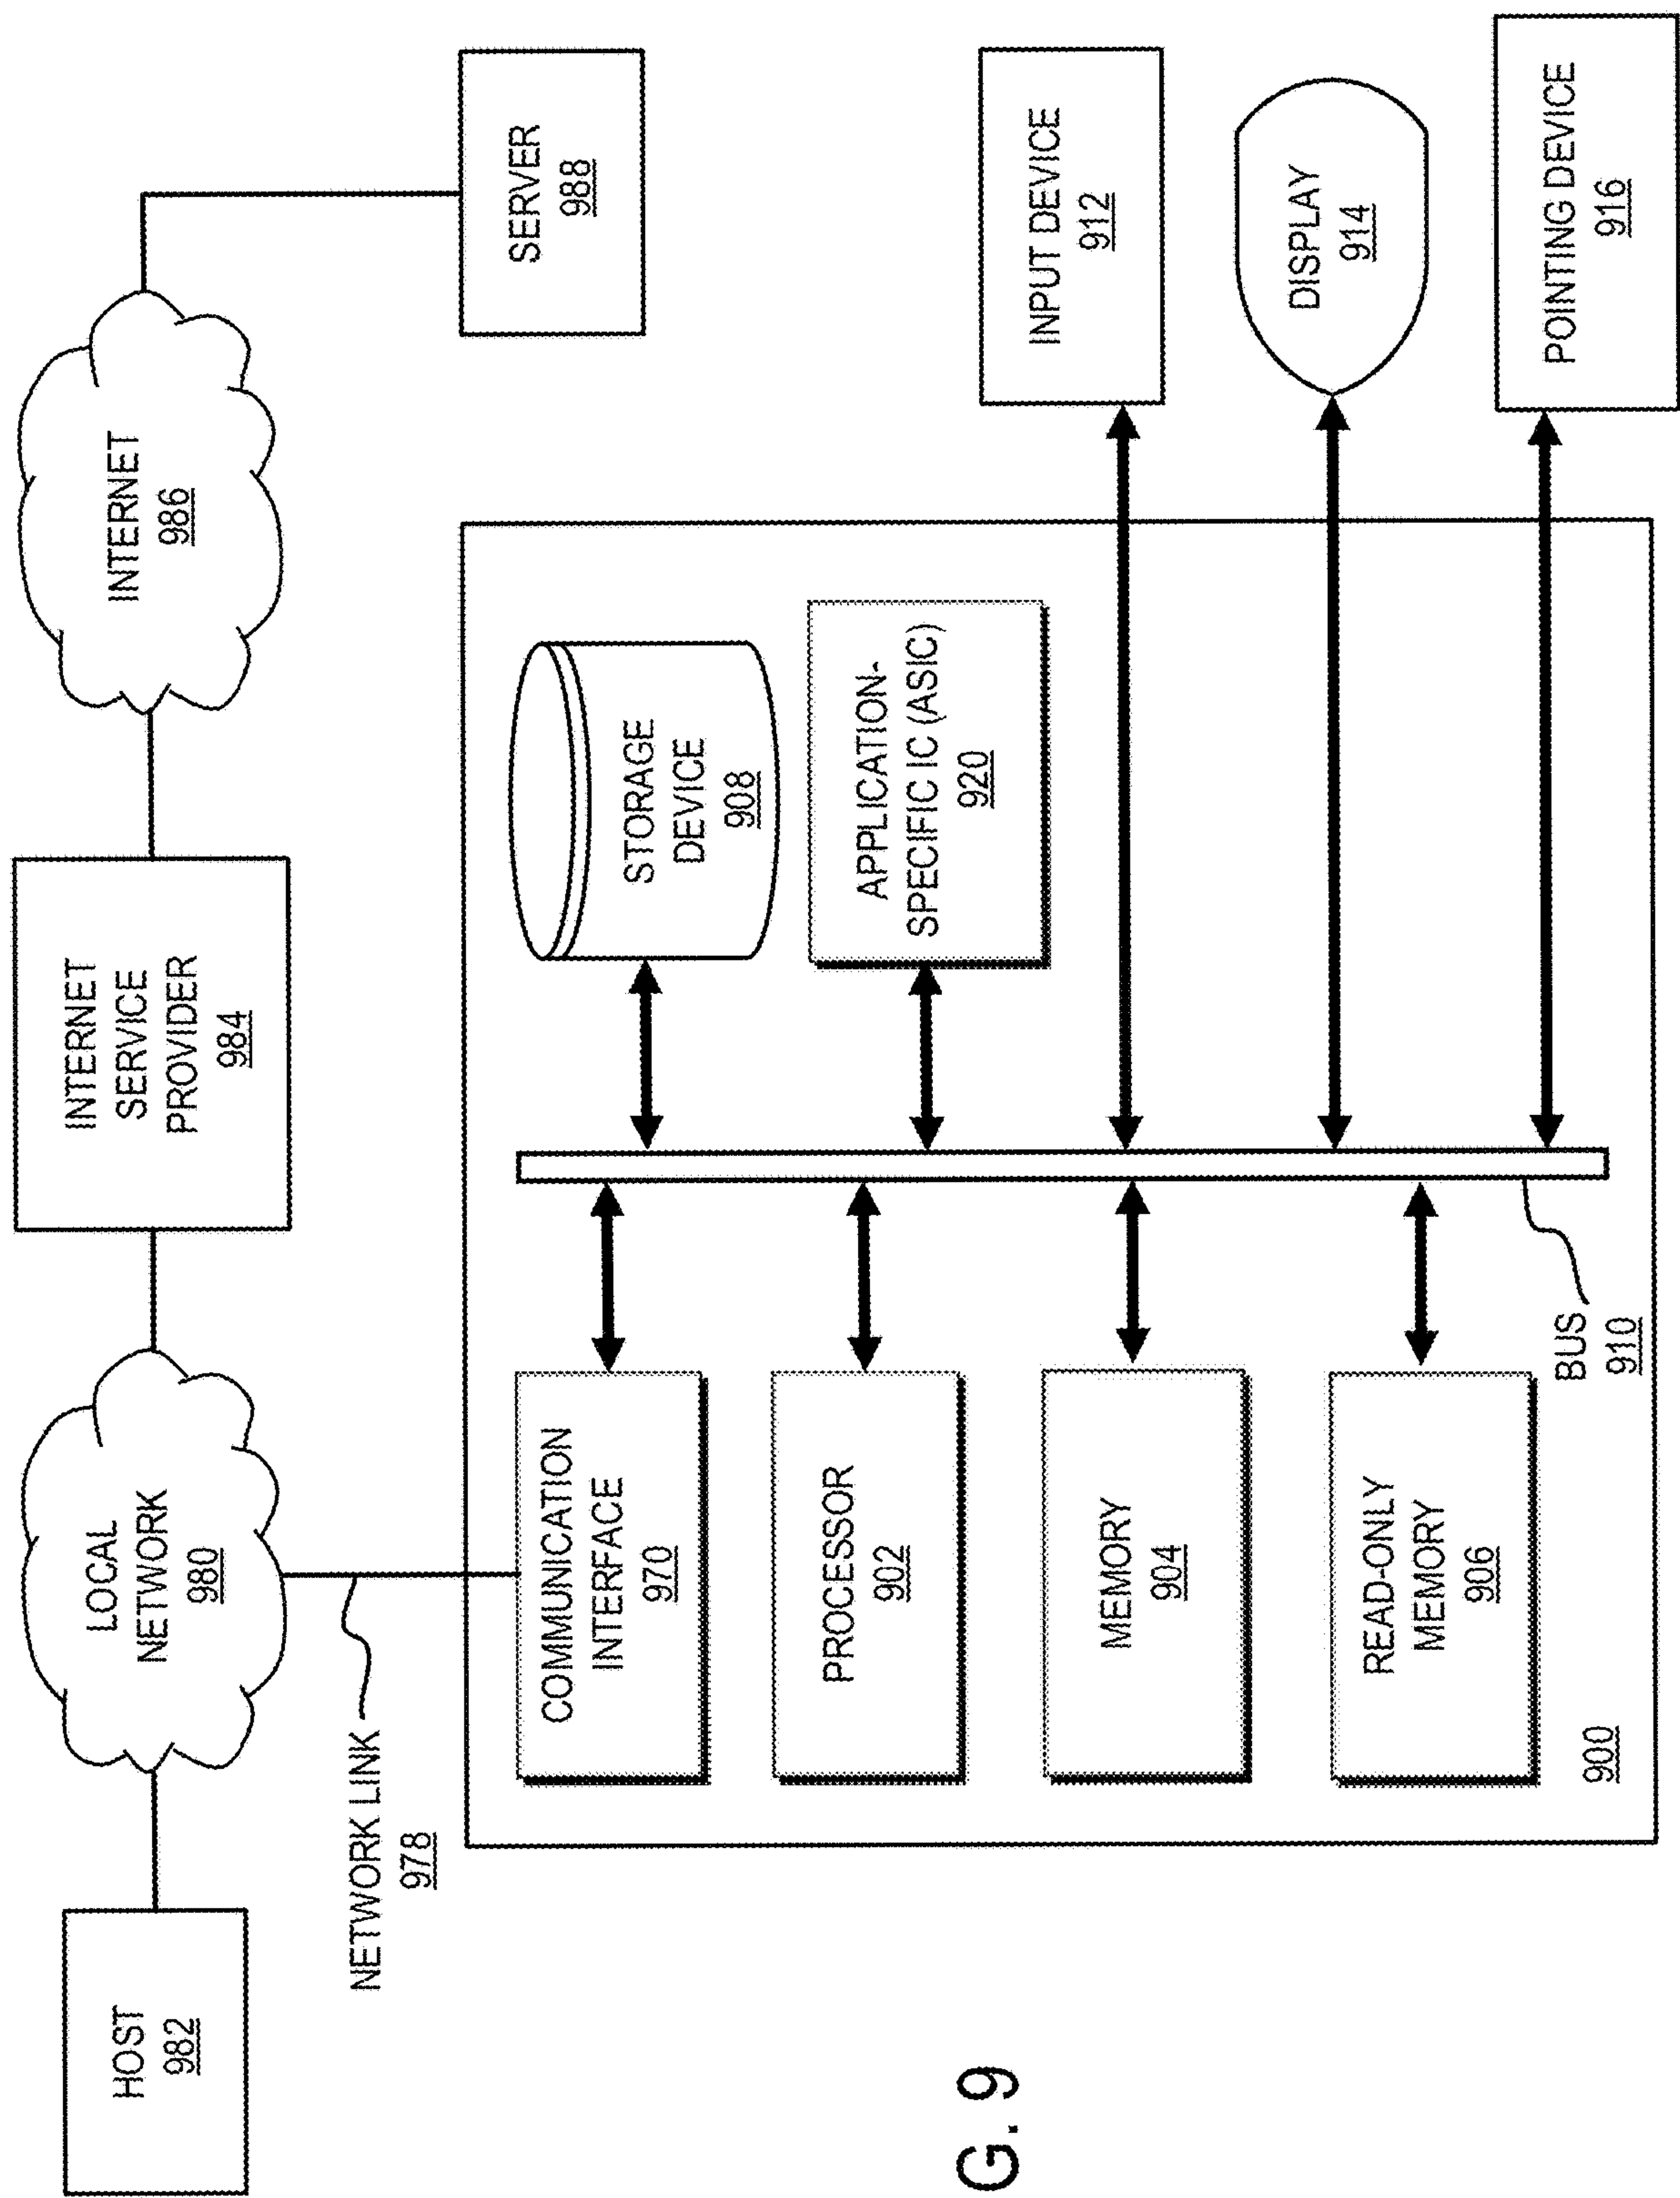 HOST
982
LOCAL
NETWORK
980
INTERNET
SERVICE
PROVIDER
984
INTERNET
986
SERVER
988
NETWORK LINK
978
COMMUNICATION
INTERFACE
970
STORAGE
DEVICE
908
PROCESSOR
902
APPLICATION-
SPECIFIC IC (ASIC)
920
MEMORY
904
INPUT DEVICE
912
READ-ONLY
MEMORY
906
DISPLAY
914
BUS
910
POINTING DEVICE
916
900
G. 9